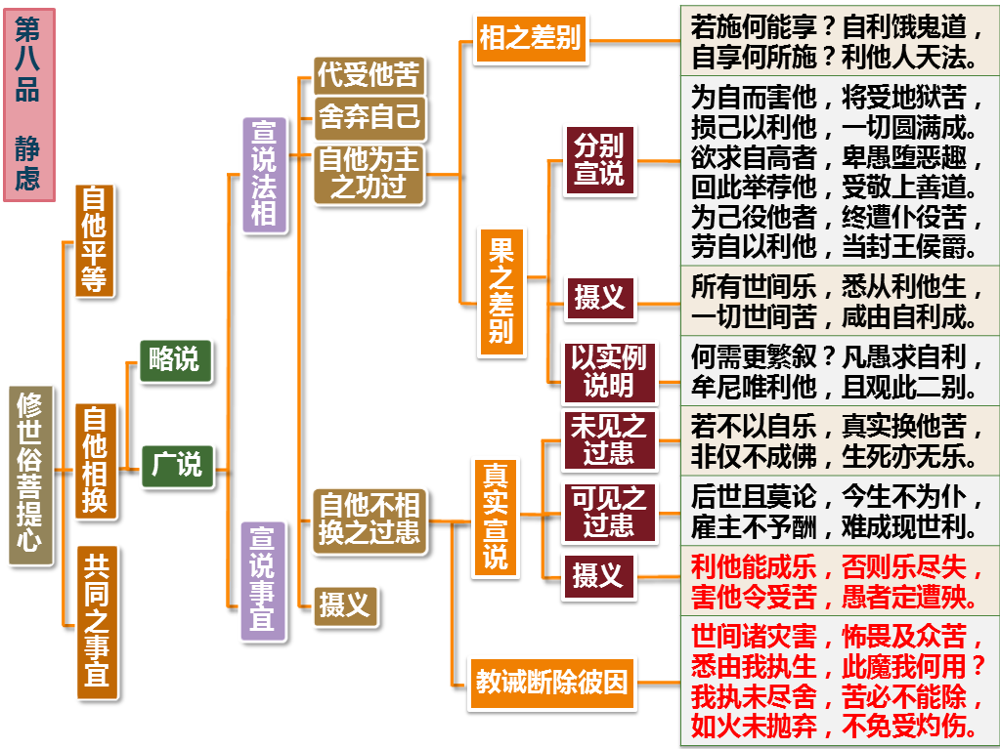 第八品 静虑
修世俗菩提心
自他平等
自他相换
共同之事宜
略说
广说
宣说法相
宣说事宜
代受他苦
舍弃自己
自他为主
之功过
自他不相
换之过患
摄义
相之差别
果之差别
真实宣说
教诫断除彼因
分别
宣说
摄义
以实例
说明
未见之
过患
可见之
过患
摄义
若施何能享？自利饿鬼道，
自享何所施？利他人天法。
为自而害他，将受地狱苦，
损己以利他，一切圆满成。
欲求自高者，卑愚堕恶趣，
回此举荐他，受敬上善道。
为己役他者，终遭仆役苦，
劳自以利他，当封王侯爵。
所有世间乐，悉从利他生，
一切世间苦，咸由自利成。
何需更繁叙？凡愚求自利，
牟尼唯利他，且观此二别。
若不以自乐，真实换他苦，
非仅不成佛，生死亦无乐。
后世且莫论，今生不为仆，
雇主不予酬，难成现世利。
利他能成乐，否则乐尽失，
害他令受苦，愚者定遭殃。
世间诸灾害，怖畏及众苦，
悉由我执生，此魔我何用？
我执未尽舍，苦必不能除，
如火未抛弃，不免受灼伤。